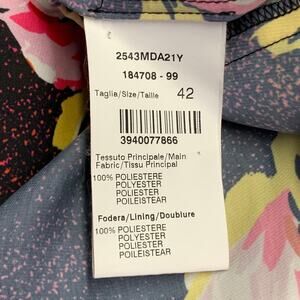 2543MDA21Y
184708 - 99
Taglia/Size/Taille 42
3940077866
Tessuto Principale/Main
Fabric/Tissu Principal
100% POLIESTERE
POLYESTER
POLIESTER
POILEISTEAR
Fodera/Lining/Doublure
100% POLIESTERE
POLYESTER
POLIESTER
POILEISTEAR